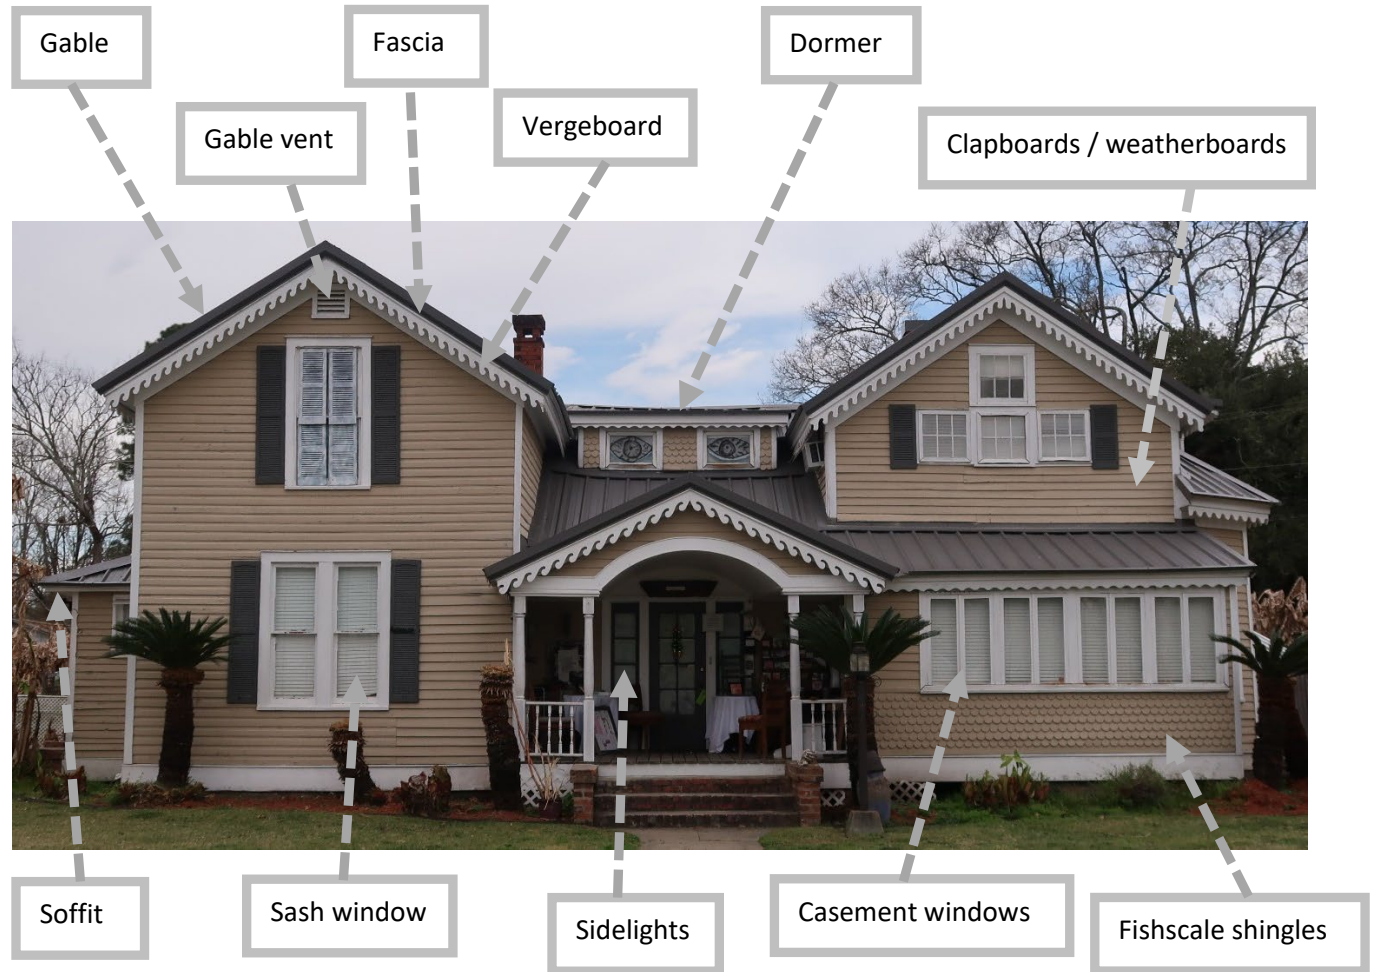 Gable
Fascia
Dormer
Gable vent
Vergeboard
Clapboards / weatherboards
Soffit
Sash window
Sidelights
Casement windows
Fishscale shingles